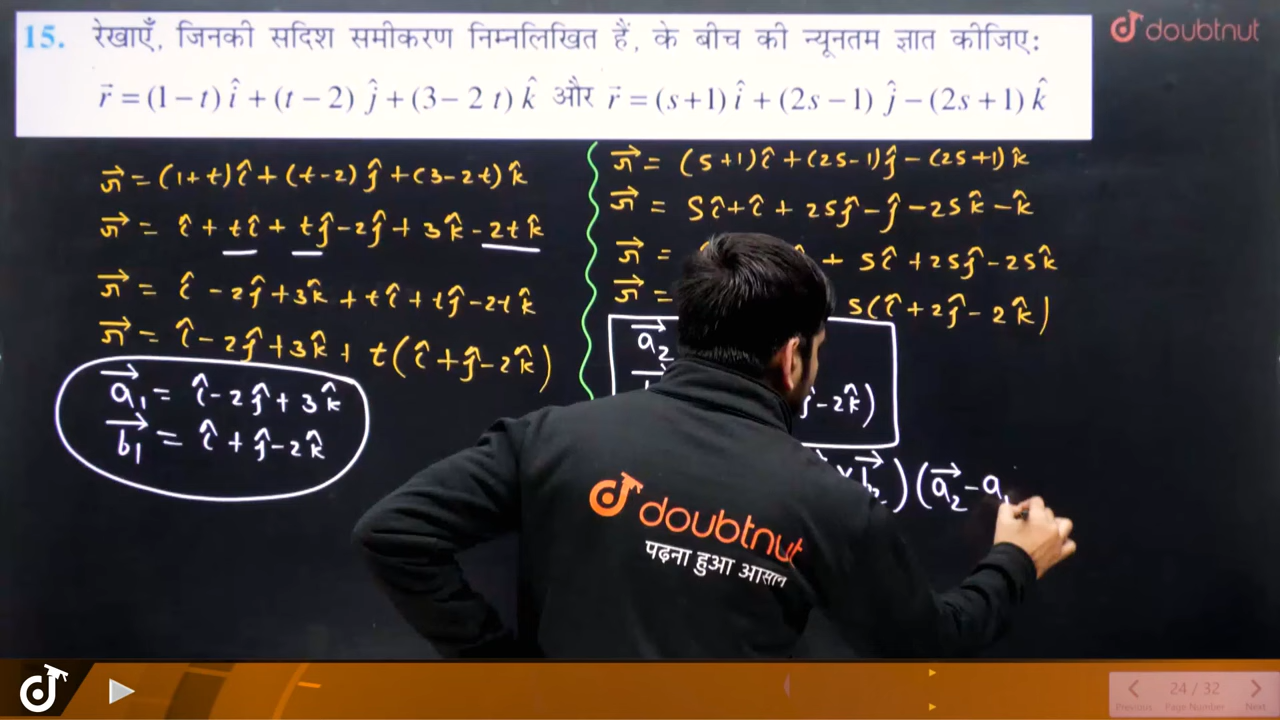 15. रेखाएँ, जिनकी सदिश समीकरण निम्नलिखित हैं, के बीच की न्यूनतम ज्ञात कीजिए:
r⃗ = (1 – t) î + (t – 2) ĵ + (3 – 2 t) k̂ और r⃗ = (s+1) î + (2s – 1) ĵ – (2s + 1) k̂
doubtnut
r⃗ = (1+t)î + (t-2)ĵ + (3-2t)k̂
r⃗ = î + tî + tĵ - 2ĵ + 3k̂ - 2tk̂
r⃗ = î - 2ĵ + 3k̂ + tî + tĵ - 2tk̂
r⃗ = î - 2ĵ + 3k̂ + t(î + ĵ - 2k̂)
a⃗₁ = î - 2ĵ + 3k̂
b⃗₁ = î + ĵ - 2k̂
r⃗ = (s+1)î + (2s-1)ĵ - (2s+1)k̂
r⃗ = sî + î + 2sĵ - ĵ - 2sk̂ - k̂
r⃗ = + sî + 2sĵ - 2sk̂
r⃗ = s(î + 2ĵ - 2k̂)
a⃗₂
ĵ - 2k̂)
b⃗₂)(a⃗₂ - a₁
doubtnut
पढ़ना हुआ आसान
24 / 32
Previous Page Number Next